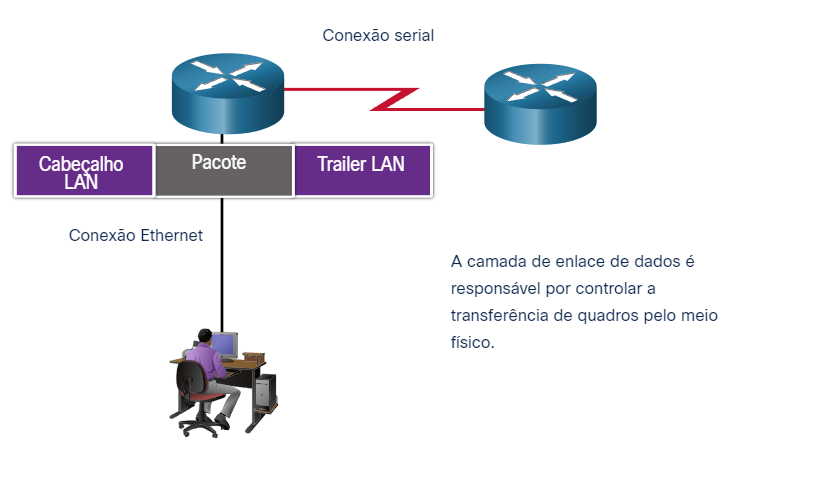 Conexão serial
Cabeçalho
LAN
Pacote
Trailer LAN
Conexão Ethernet
A camada de enlace de dados é
responsável por controlar a
transferência de quadros pelo meio
físico.